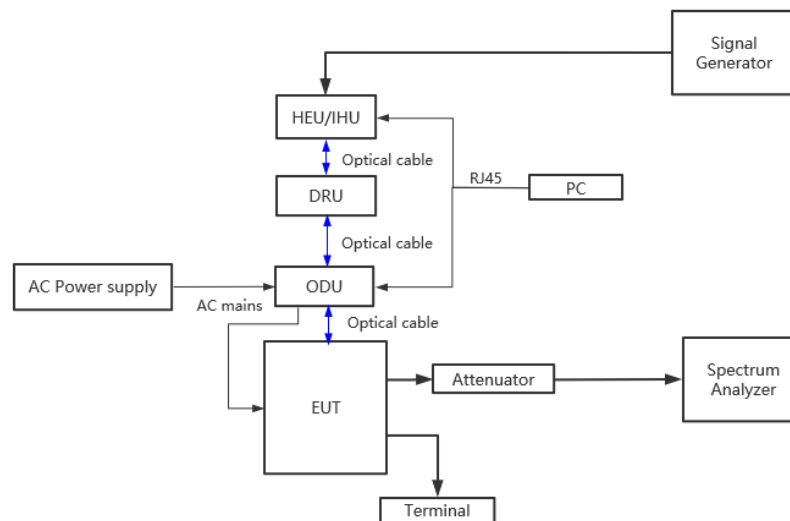 Signal
Generator
HEU/IHU
Optical cable
RJ45
PC
DRU
Optical cable
AC Power supply
ODU
AC mains
Optical cable
EUT
Attenuator
Spectrum
Analyzer
Terminal